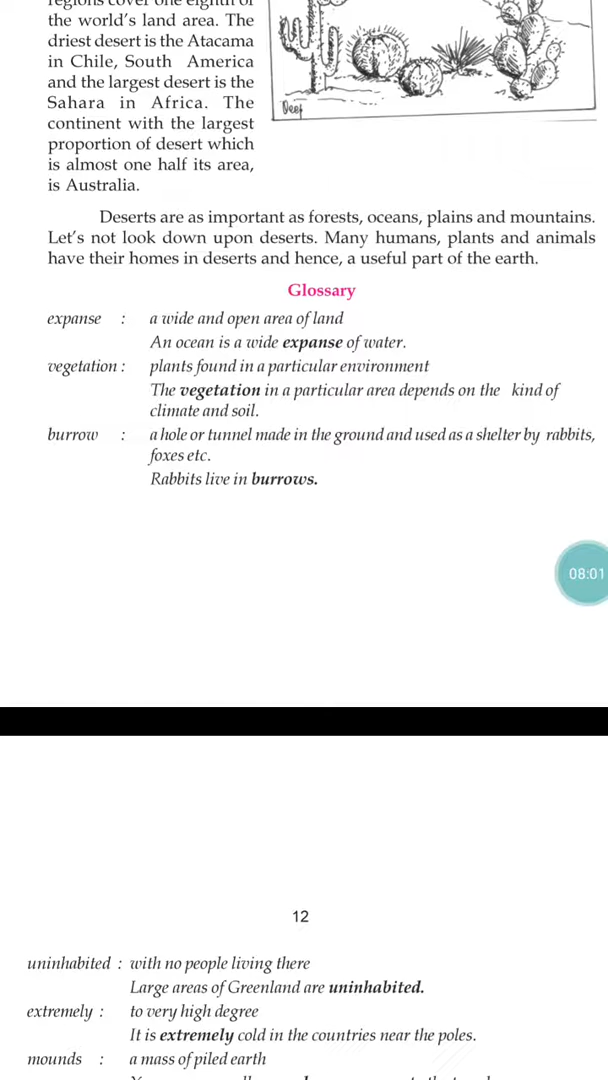 regions cover one eighth of
the world's land area. The
driest desert is the Atacama
in Chile, South America
and the largest desert is the
Sahara in Africa. The
continent with the largest
proportion of desert which
is almost one half its area,
is Australia.
Deserts are as important as forests, oceans, plains and mountains.
Let's not look down upon deserts. Many humans, plants and animals
have their homes in deserts and hence, a useful part of the earth.
Glossary
expanse : a wide and open area of land
An ocean is a wide expanse of water.
vegetation : plants found in a particular environment
The vegetation in a particular area depends on the kind of
climate and soil.
burrow : a hole or tunnel made in the ground and used as a shelter by rabbits,
foxes etc.
Rabbits live in burrows.
08:01
12
uninhabited : with no people living there
Large areas of Greenland are uninhabited.
extremely : to very high degree
It is extremely cold in the countries near the poles.
mounds : a mass of piled earth